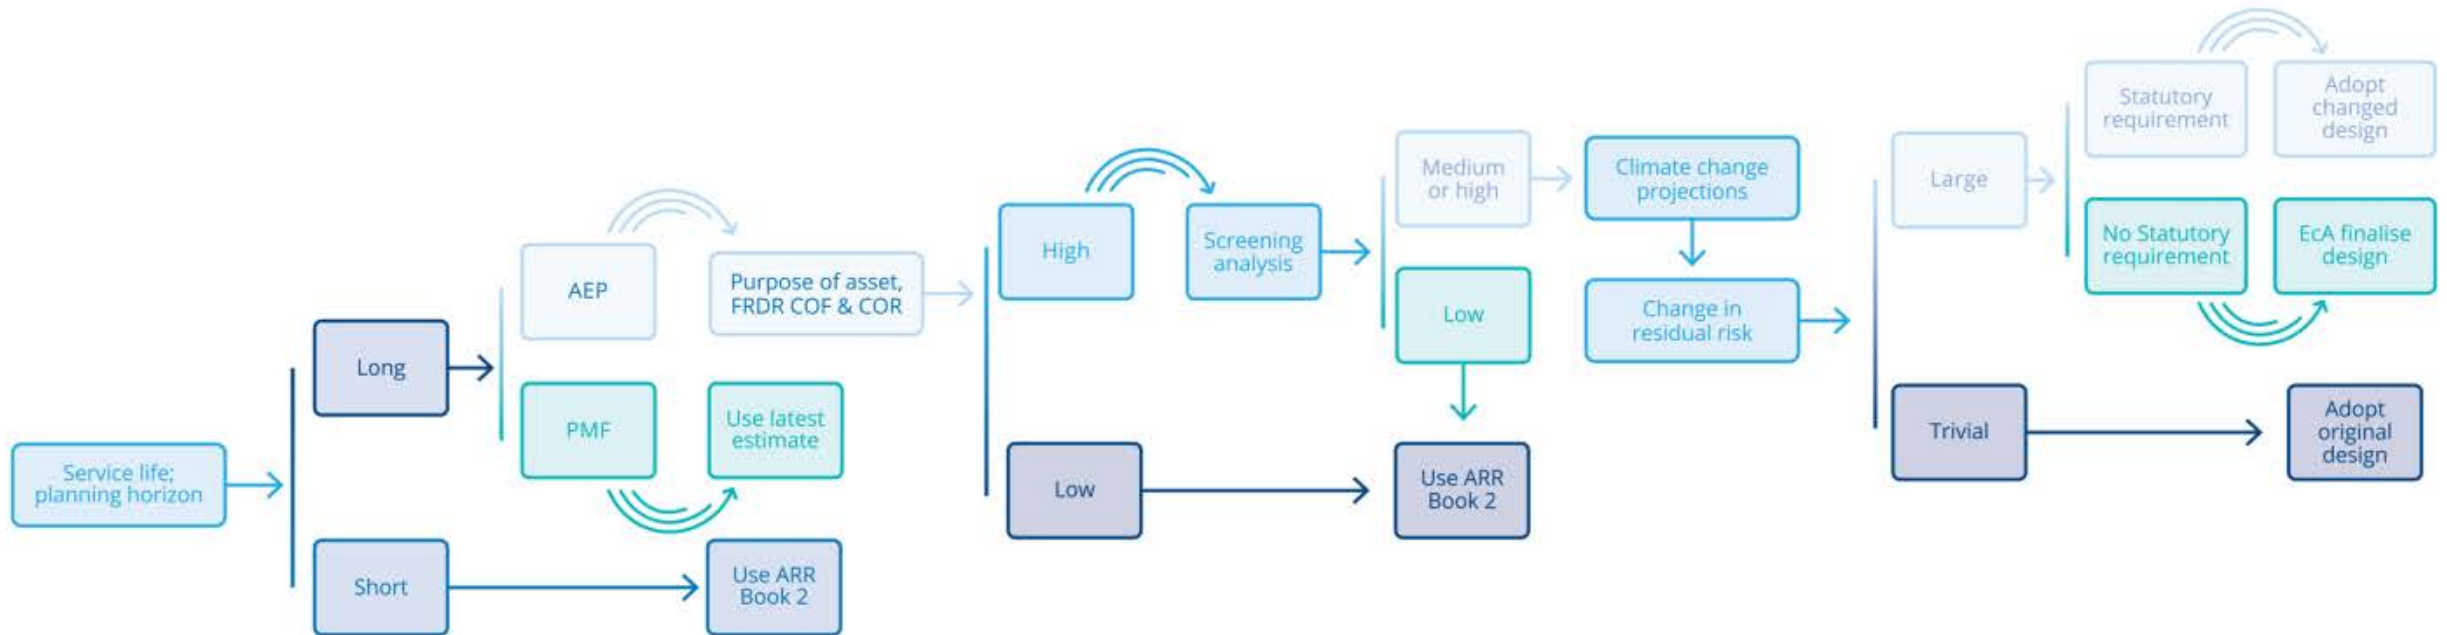 Service life;
planning horizon
Long
Short
AEP
PMF
Purpose of asset,
FRDR COF & COR
Use latest
estimate
Use ARR
Book 2
High
Low
Screening
analysis
Medium
or high
Low
Use ARR
Book 2
Climate change
projections
Change in
residual risk
Large
Trivial
Statutory
requirement
No Statutory
requirement
Adopt
changed
design
EcA finalise
design
Adopt
original
design